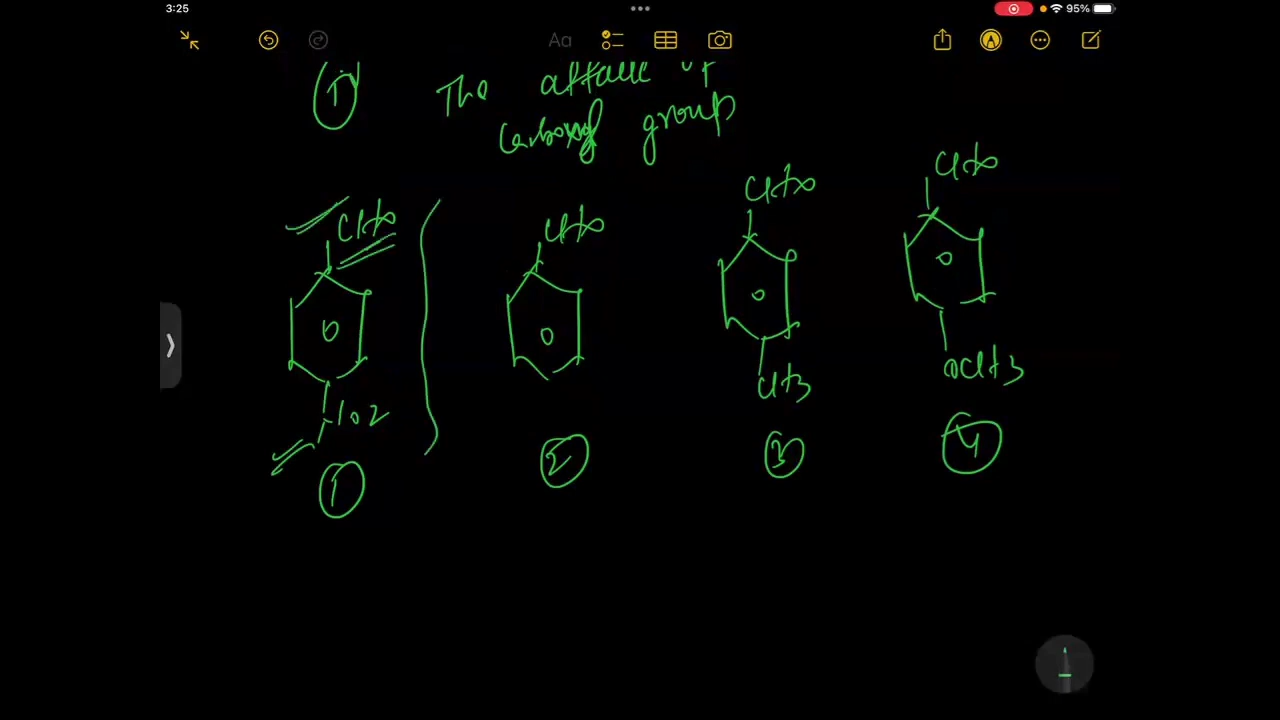 3:25
95%
Aa
① The attack of
group
CHO CHO CHO CHO
NO2 CH3 OCH3
① ② ③ ④